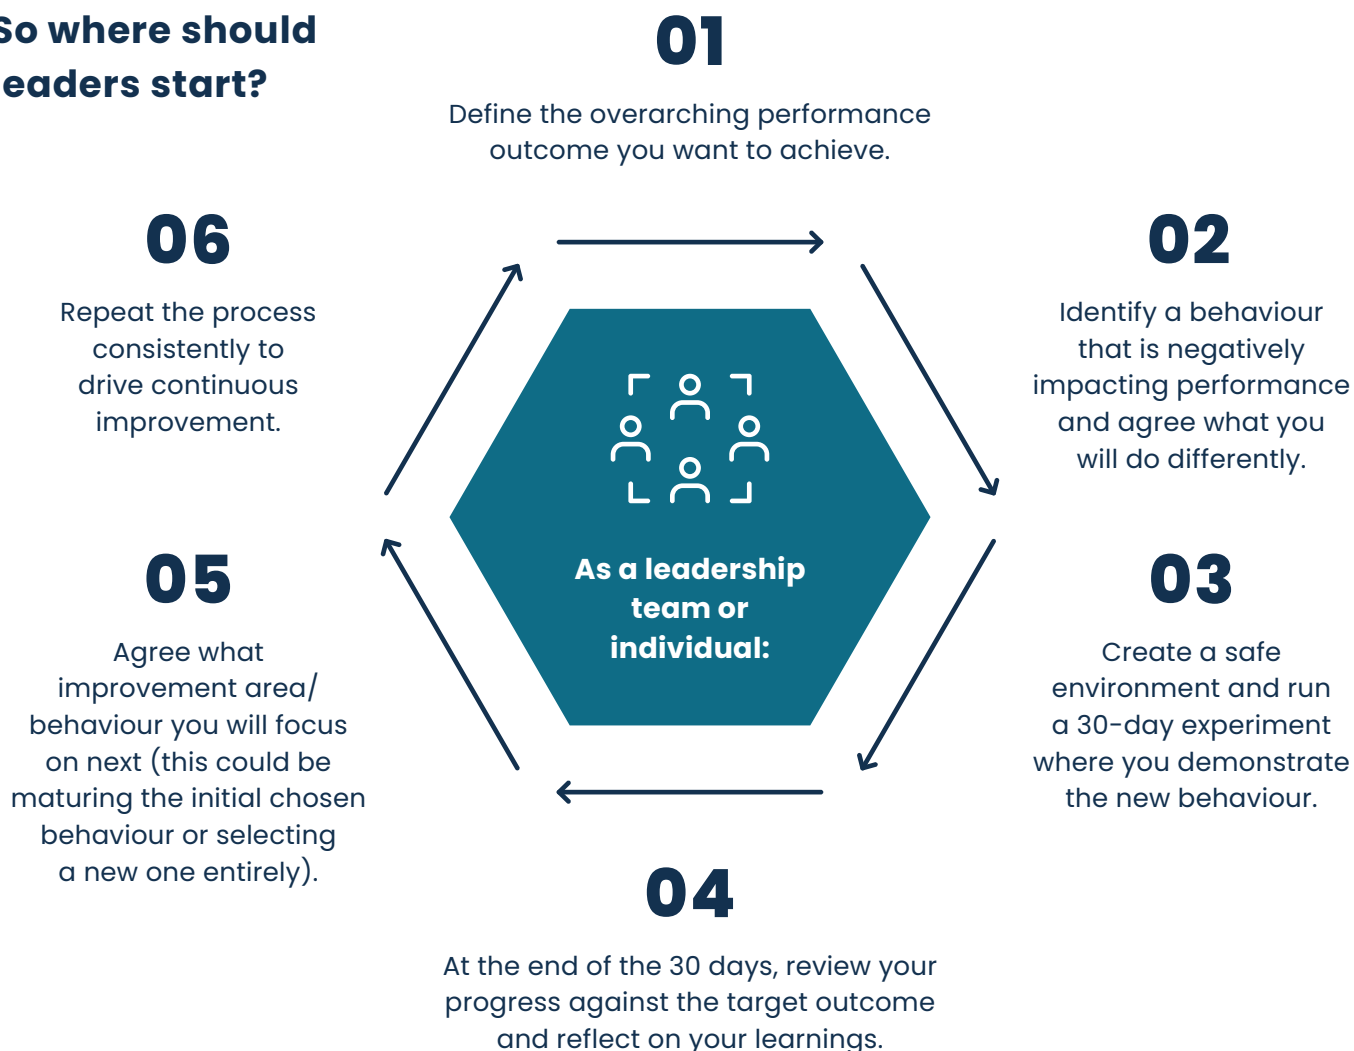 So where should
eaders start?
01
Define the overarching performance
outcome you want to achieve.
02
Identify a behaviour
that is negatively
impacting performance
and agree what you
will do differently.
03
Create a safe
environment and run
a 30-day experiment
where you demonstrate
the new behaviour.
04
At the end of the 30 days, review your
progress against the target outcome
and reflect on your learnings.
05
Agree what
improvement area/
behaviour you will focus
on next (this could be
maturing the initial chosen
behaviour or selecting
a new one entirely).
06
Repeat the process
consistently to
drive continuous
improvement.
As a leadership
team or
individual: